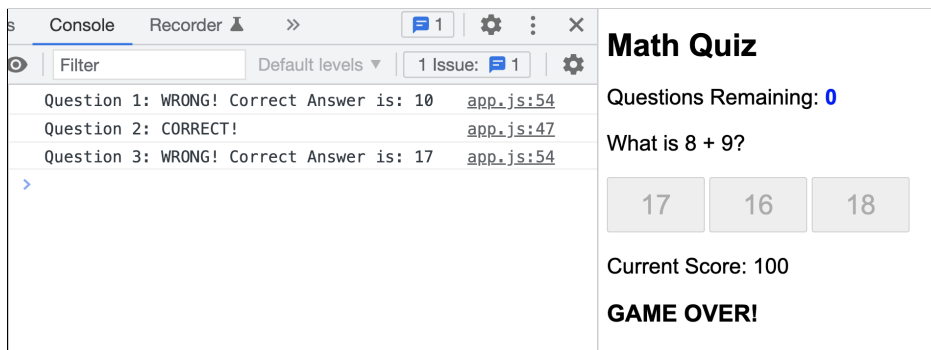 s Console Recorder » 1
Filter Default levels ▼ 1 Issue: 1
Question 1: WRONG! Correct Answer is: 10 app.js:54
Question 2: CORRECT! app.js:47
Question 3: WRONG! Correct Answer is: 17 app.js:54
>
Math Quiz
Questions Remaining: 0
What is 8 + 9?
17 16 18
Current Score: 100
GAME OVER!